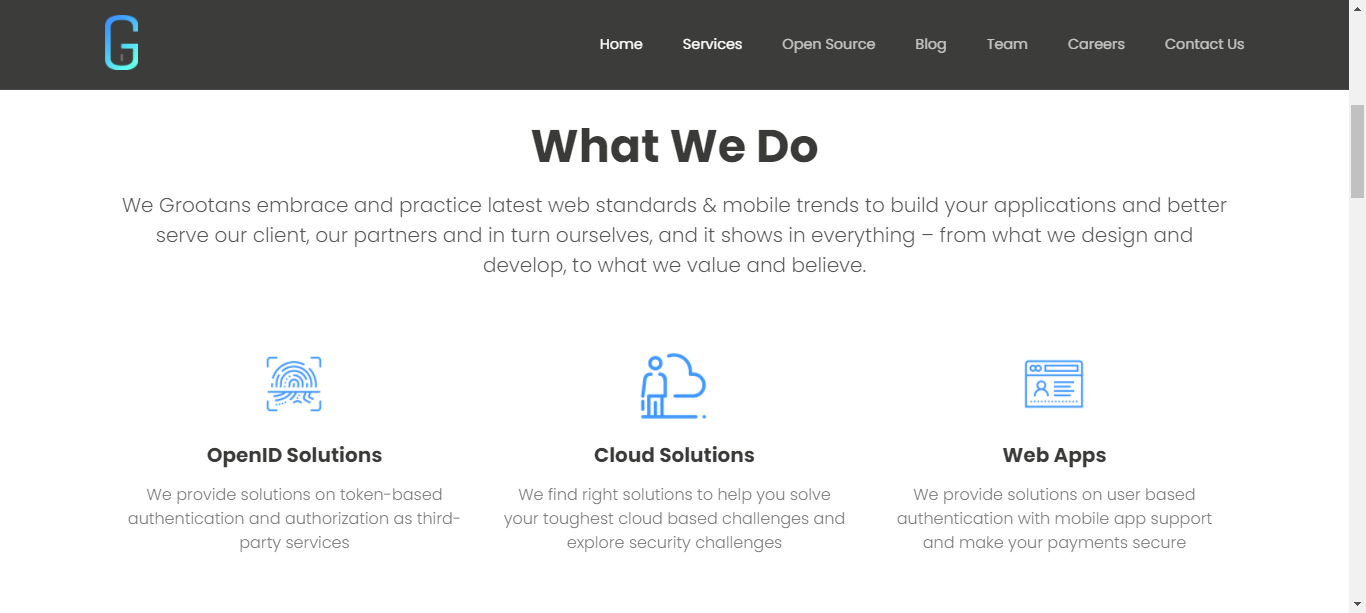 G
Home Services Open Source Blog Team Careers Contact Us
What We Do
We Grootans embrace and practice latest web standards & mobile trends to build your applications and better
serve our client, our partners and in turn ourselves, and it shows in everything – from what we design and
develop, to what we value and believe.
OpenID Solutions
We provide solutions on token-based
authentication and authorization as third-
party services
Cloud Solutions
We find right solutions to help you solve
your toughest cloud based challenges and
explore security challenges
Web Apps
We provide solutions on user based
authentication with mobile app support
and make your payments secure